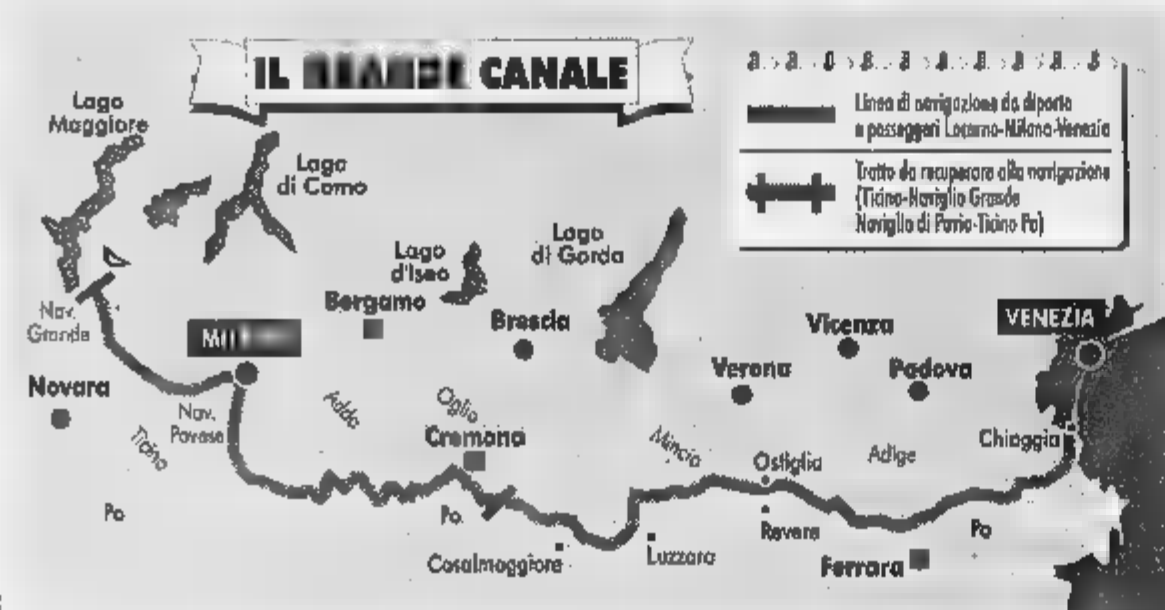 IL CANALE
Linea di navigazione da diporto
e passeggeri Locarno-Milano-Venezia
Tratto da recuperare alla navigazione
(Ticino-Naviglio Grande
Naviglio di Pavia-Ticino Po)
Lago
Maggiore
Lago
di Como
Lago
d'Iseo
Lago
di Garda
Nav.
Grande
Bergamo
Brescia
Vicenza
VENEZIA
Novara
Verona
Padova
Nav.
Pavese
Ticino
Adda
Oglio
Cremona
Mincio
Ostiglia
Adige
Chioggia
Po
Po
Casalmaggiore
Luzzara
Revere
Po
Ferrara